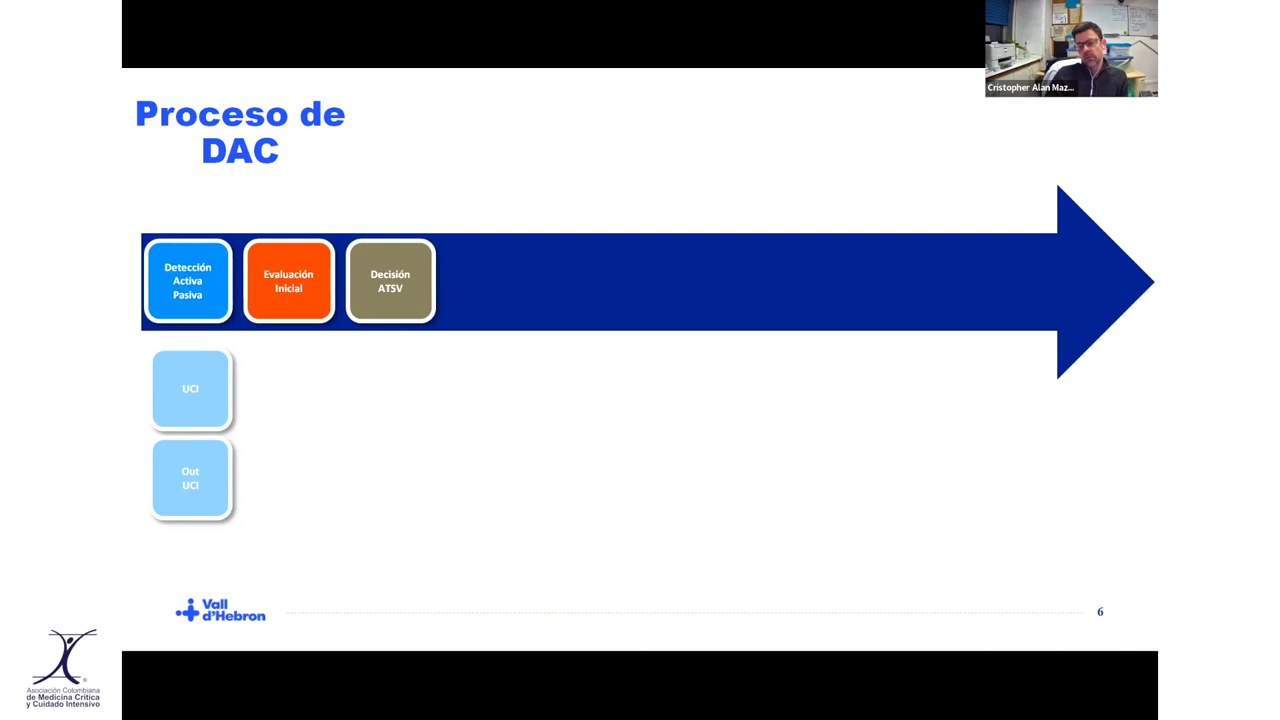 Cristopher Alan Maz...
Proceso de
DAC
Detección
Activa
Pasiva
Evaluación
Inicial
Decisión
ATSV
UCI
Out
UCI
Vall
d'Hebron
6
Asociación Colombiana
de Medicina Crítica
y Cuidado Intensivo